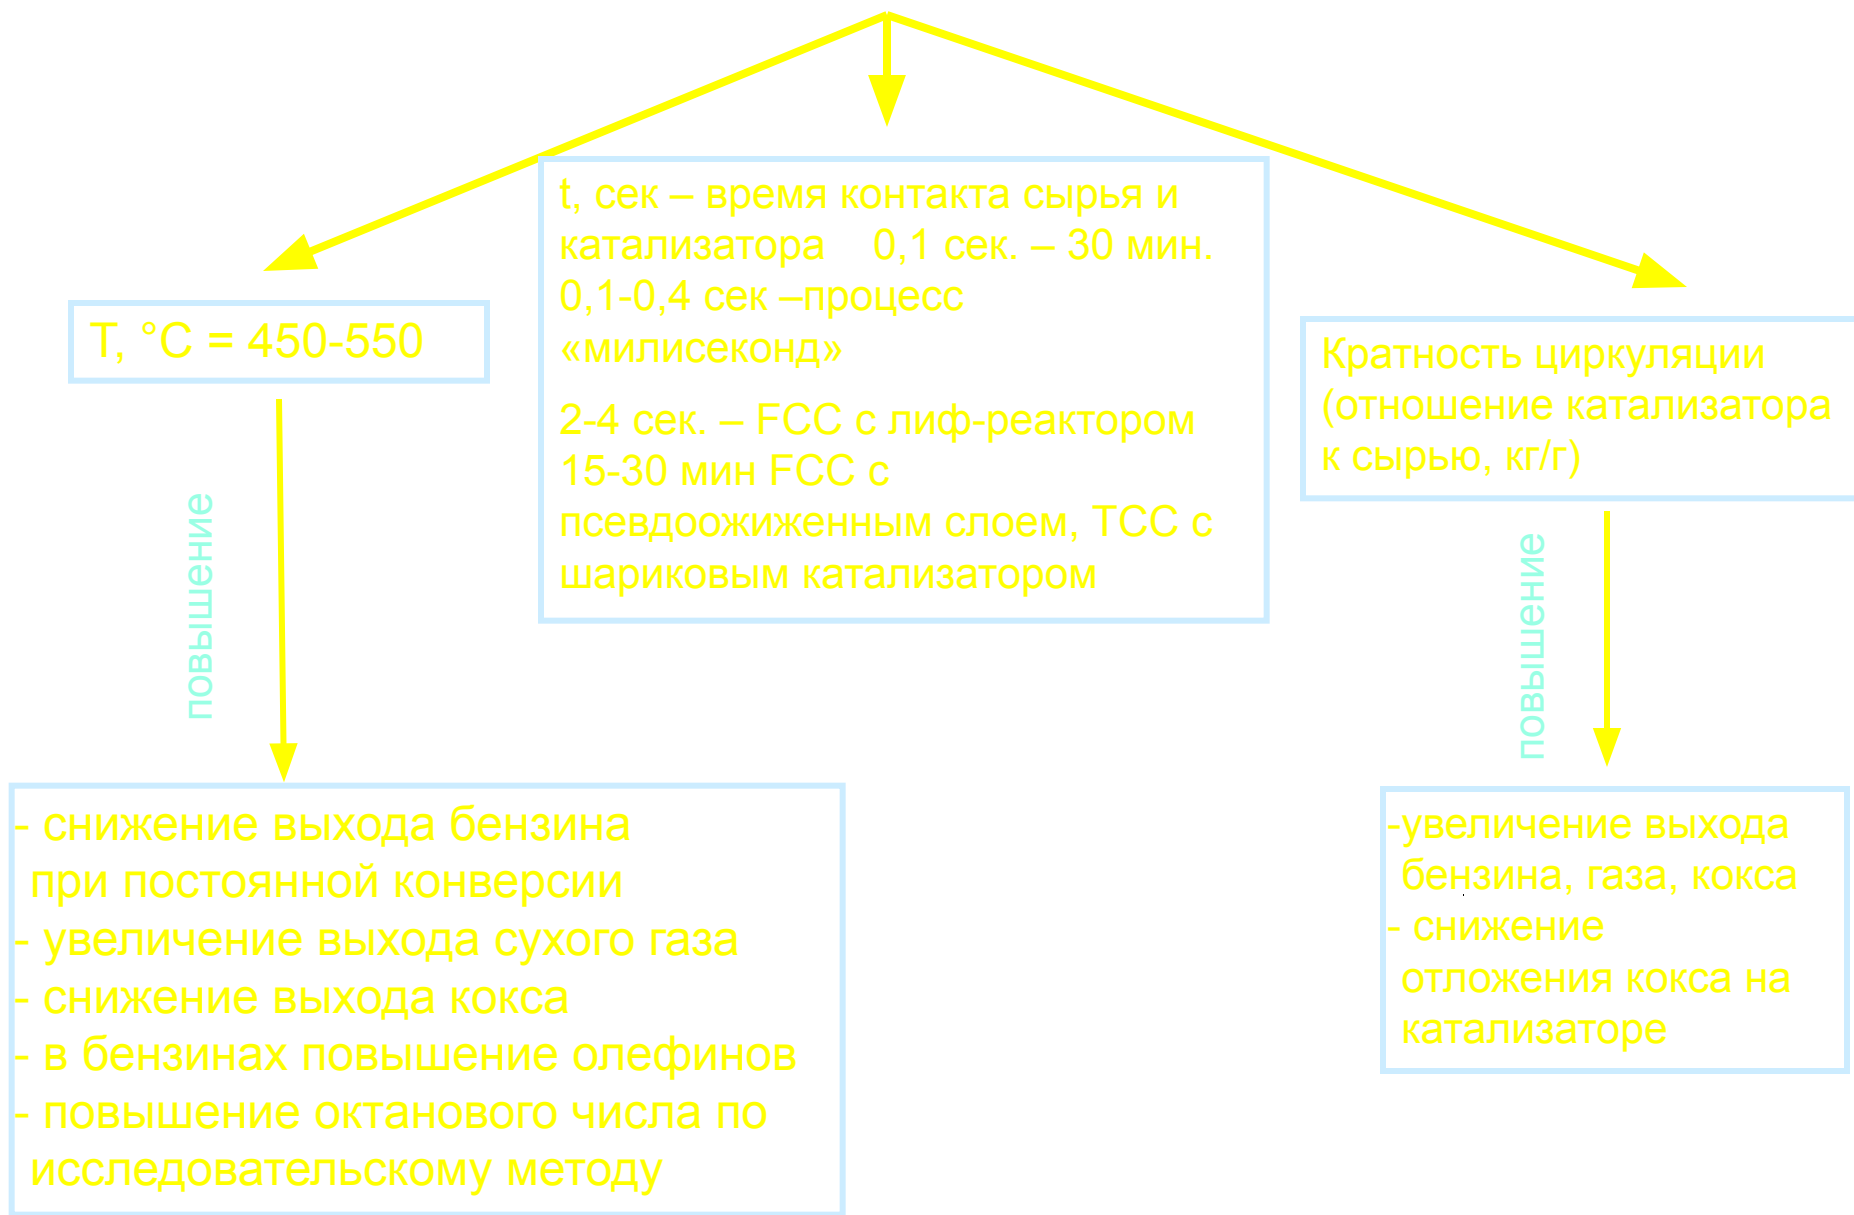 t, сек – время контакта сырья и
катализатора 0,1 сек. – 30 мин.
0,1-0,4 сек –процесс
«милисеконд»
2-4 сек. – FCC с лиф-реактором
15-30 мин FCC с
псевдоожиженным слоем, ТСС с
шариковым катализатором
T, °C = 450-550
Кратность циркуляции
(отношение катализатора
к сырью, кг/г)
повышение
повышение
- снижение выхода бензина
при постоянной конверсии
- увеличение выхода сухого газа
- снижение выхода кокса
- в бензинах повышение олефинов
- повышение октанового числа по
исследовательскому методу
-увеличение выхода
бензина, газа, кокса
- снижение
отложения кокса на
катализаторе